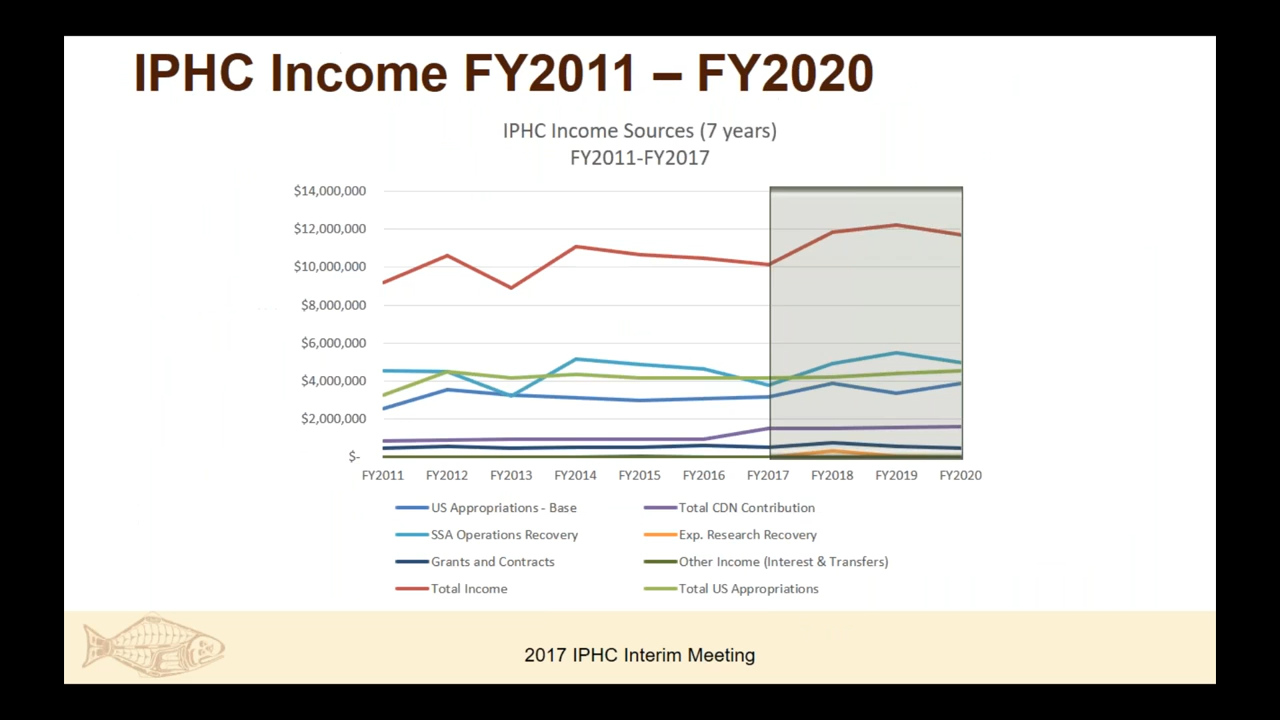 IPHC Income FY2011 – FY2020
IPHC Income Sources (7 years)
FY2011-FY2017
$14,000,000
$12,000,000
$10,000,000
$8,000,000
$6,000,000
$4,000,000
$2,000,000
$-
FY2011 FY2012 FY2013 FY2014 FY2015 FY2016 FY2017 FY2018 FY2019 FY2020
US Appropriations - Base Total CDN Contribution
SSA Operations Recovery Exp. Research Recovery
Grants and Contracts Other Income (Interest & Transfers)
Total Income Total US Appropriations
2017 IPHC Interim Meeting